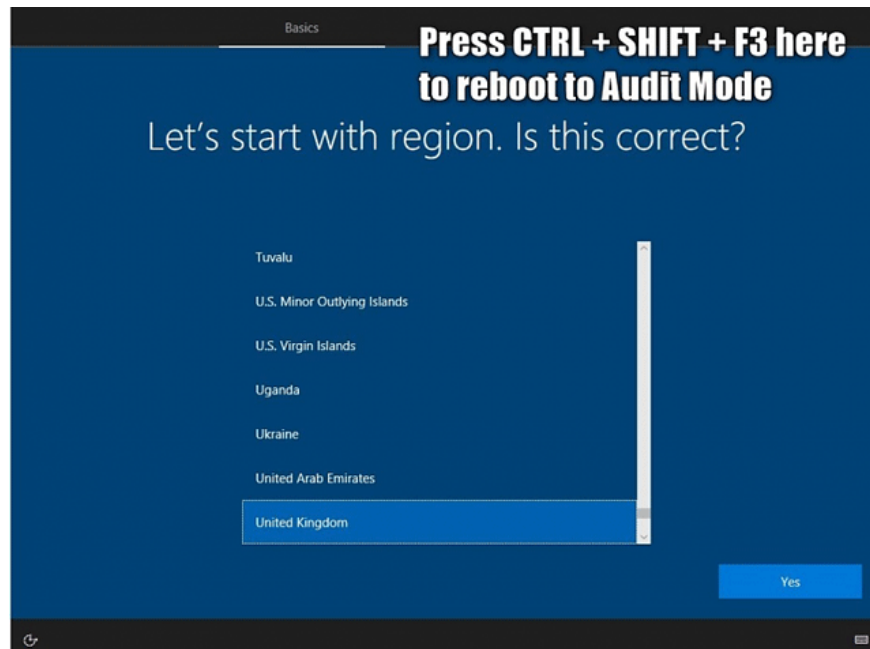 Basics
Press CTRL + SHIFT + F3 here
to reboot to Audit Mode
Let's start with region. Is this correct?
Tuvalu
U.S. Minor Outlying Islands
U.S. Virgin Islands
Uganda
Ukraine
United Arab Emirates
United Kingdom
Yes